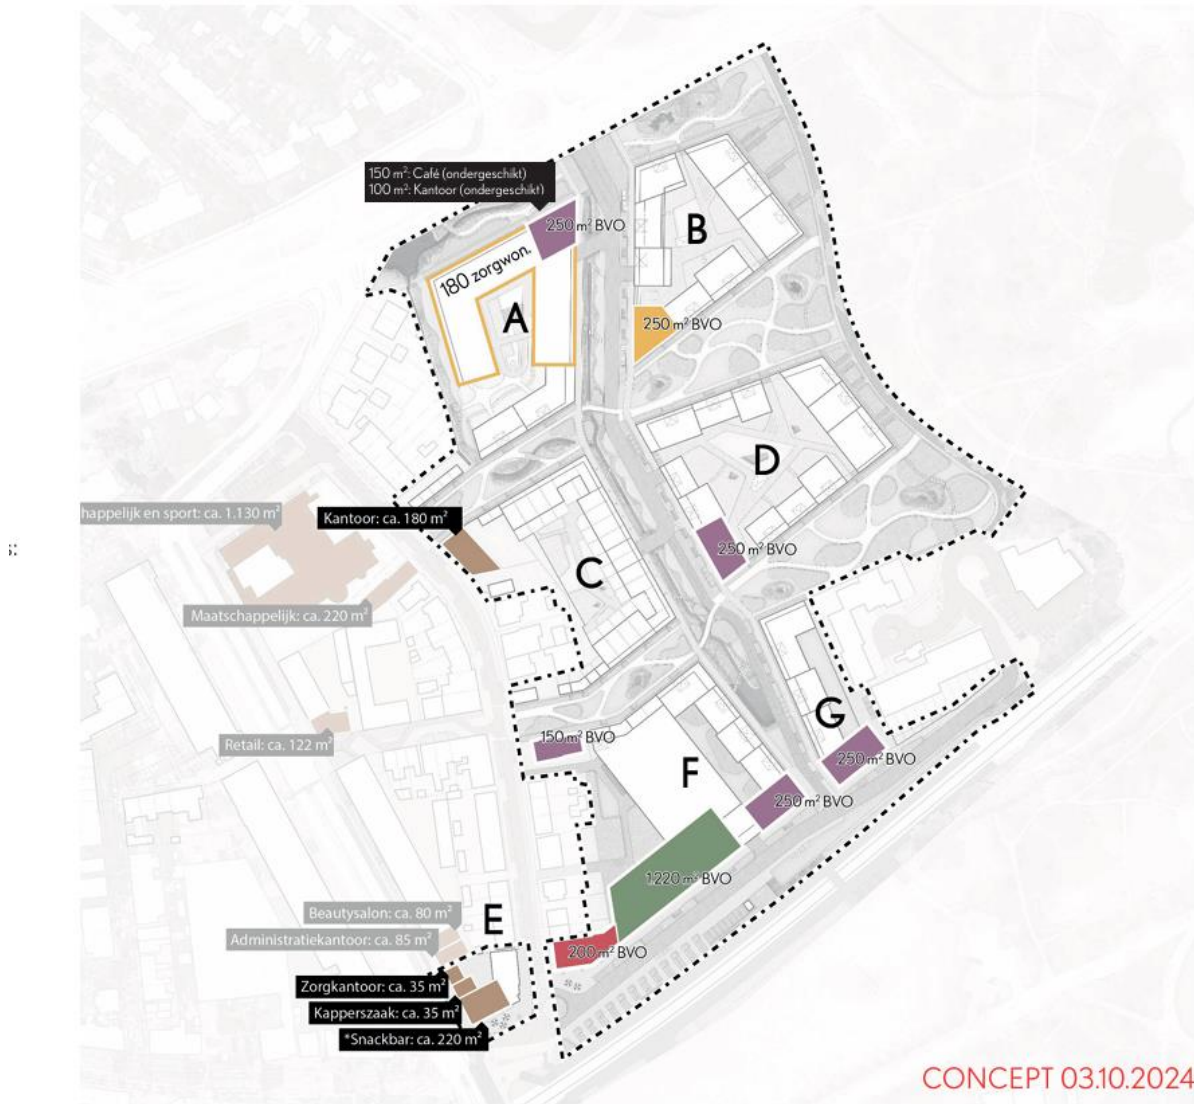 150 m²: Café (ondergeschikt)
100 m²: Kantoor (ondergeschikt)
250 m² BVO
B
180 zorgwon.
A
250 m² BVO
D
happelijk en sport: ca. 1.130 m²
Kantoor: ca. 180 m²
s:
250 m² BVO
C
Maatschappelijk: ca. 220 m²
G
150 m² BVO
Retail: ca. 122 m²
250 m² BVO
F
250 m² BVO
1220 m² BVO
Beautysalon: ca. 80 m²
E
Administratiekantoor: ca. 85 m²
200 m² BVO
Zorgkantoor: ca. 35 m²
Kapperszaak: ca. 35 m²
*Snackbar: ca. 220 m²
CONCEPT 03.10.2024